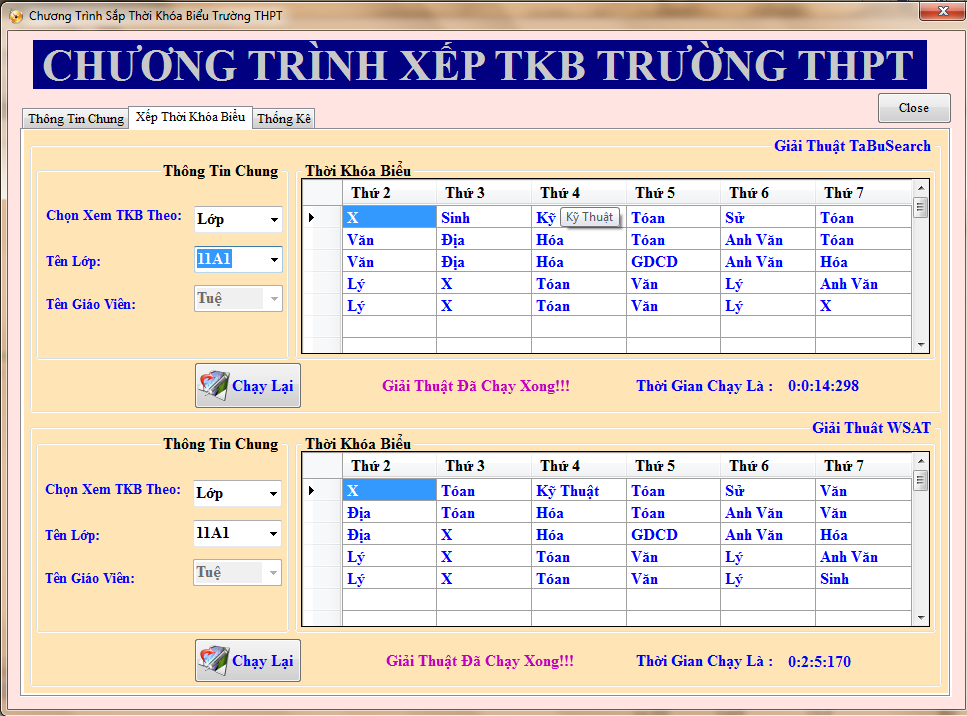 Chương Trình Sắp Thời Khóa Biểu Trường THPT
CHƯƠNG TRÌNH XẾP TKB TRƯỜNG THPT
Close
Thông Tin Chung Xếp Thời Khóa Biểu Thống Kê
Giải Thuật TaBuSearch
Thông Tin Chung
Chọn Xem TKB Theo: Lớp
Tên Lớp: 11A1
Tên Giáo Viên: Tuệ
Thời Khóa Biểu
Thứ 2 Thứ 3 Thứ 4 Thứ 5 Thứ 6 Thứ 7
X Sinh Kỹ Kỹ Thuật Tóan Sử Tóan
Văn Địa Hóa Tóan Anh Văn Tóan
Văn Địa Hóa GDCD Anh Văn Hóa
Lý X Tóan Văn Lý Anh Văn
Lý X Tóan Văn Lý X
Chạy Lại Giải Thuật Đã Chạy Xong!!! Thời Gian Chạy Là : 0:0:14:298
Giải Thuât WSAT
Thông Tin Chung
Chọn Xem TKB Theo: Lớp
Tên Lớp: 11A1
Tên Giáo Viên: Tuệ
Thời Khóa Biểu
Thứ 2 Thứ 3 Thứ 4 Thứ 5 Thứ 6 Thứ 7
X Tóan Kỹ Thuật Tóan Sử Văn
Địa Tóan Hóa Tóan Anh Văn Văn
Địa X Hóa GDCD Anh Văn Hóa
Lý X Tóan Văn Lý Anh Văn
Lý X Tóan Văn Lý Sinh
Chạy Lại Giải Thuật Đã Chạy Xong!!! Thời Gian Chạy Là : 0:2:5:170